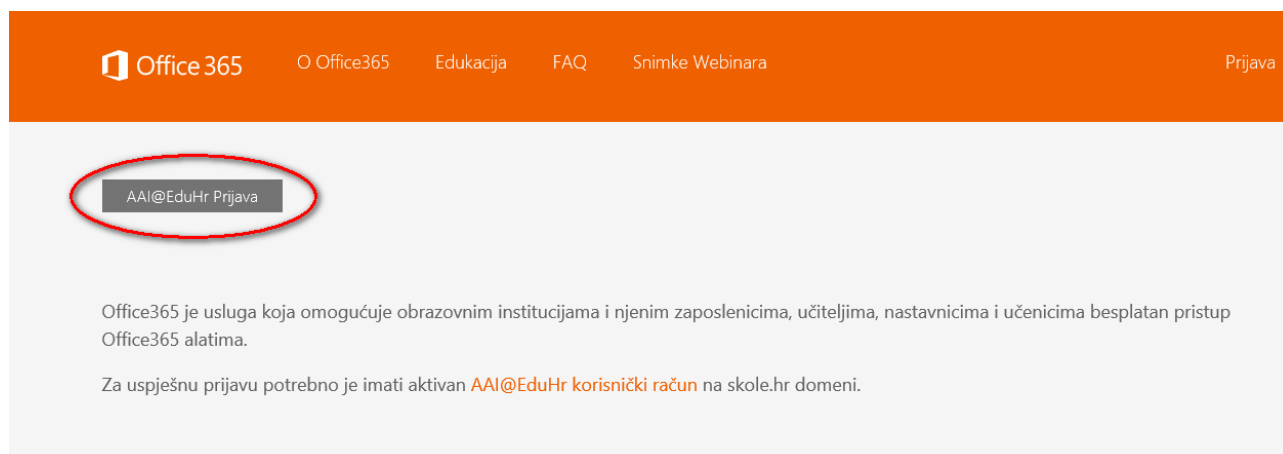 Office 365 O Office365 Edukacija FAQ Snimke Webinara Prijava
AAI@EduHr Prijava
Office365 je usluga koja omogućuje obrazovnim institucijama i njenim zaposlenicima, učiteljima, nastavnicima i učenicima besplatan pristup
Office365 alatima.
Za uspješnu prijavu potrebno je imati aktivan AAI@EduHr korisnički račun na skole.hr domeni.